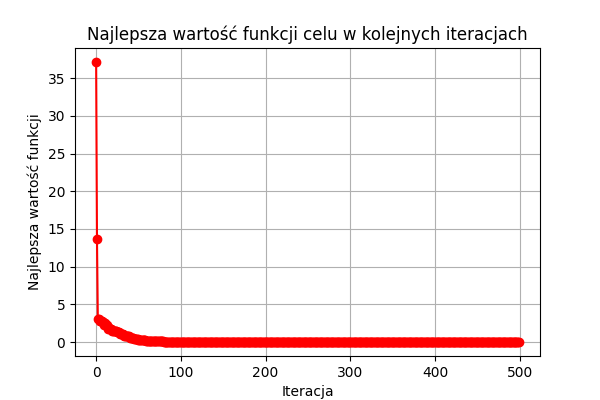 Najlepsza wartość funkcji celu w kolejnych iteracjach
Najlepsza wartość funkcji
35
30
25
20
15
10
5
0
0 100 200 300 400 500
Iteracja